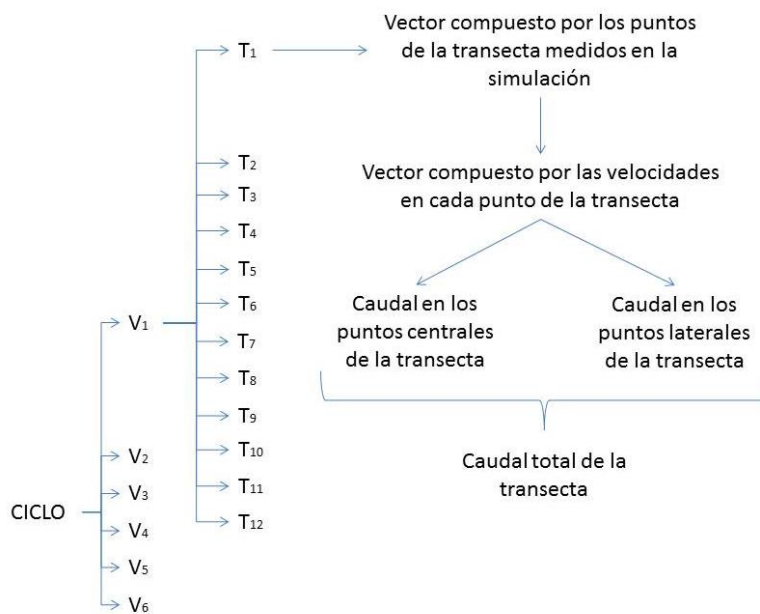 T₁
Vector compuesto por los puntos
de la transecta medidos en la
simulación
T₂
T₃
T₄
T₅
T₆
T₇
T₈
T₉
T₁₀
T₁₁
T₁₂
Vector compuesto por las velocidades
en cada punto de la transecta
Caudal en los
puntos centrales
de la transecta
Caudal en los
puntos laterales
de la transecta
Caudal total de la
transecta
CICLO
V₁
V₂
V₃
V₄
V₅
V₆